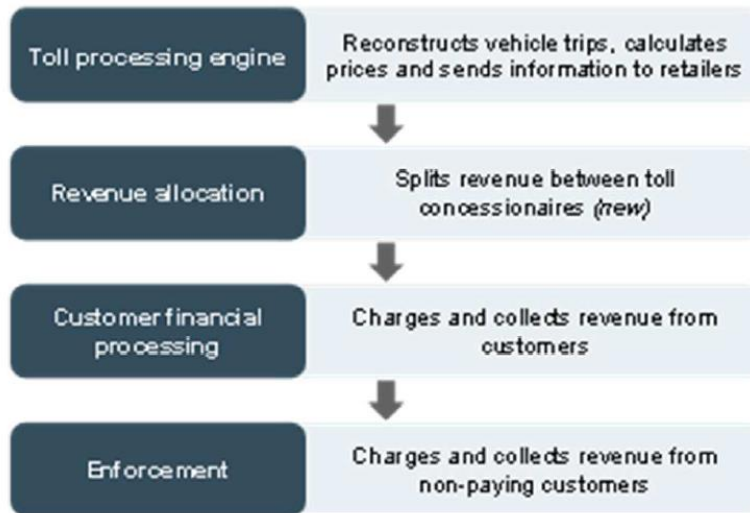 Toll processing engine
Reconstructs vehicle trips, calculates
prices and sends information to retailers
Revenue allocation
Splits revenue between toll
concessionaires (new)
Customer financial
processing
Charges and collects revenue from
customers
Enforcement
Charges and collects revenue from
non-paying customers